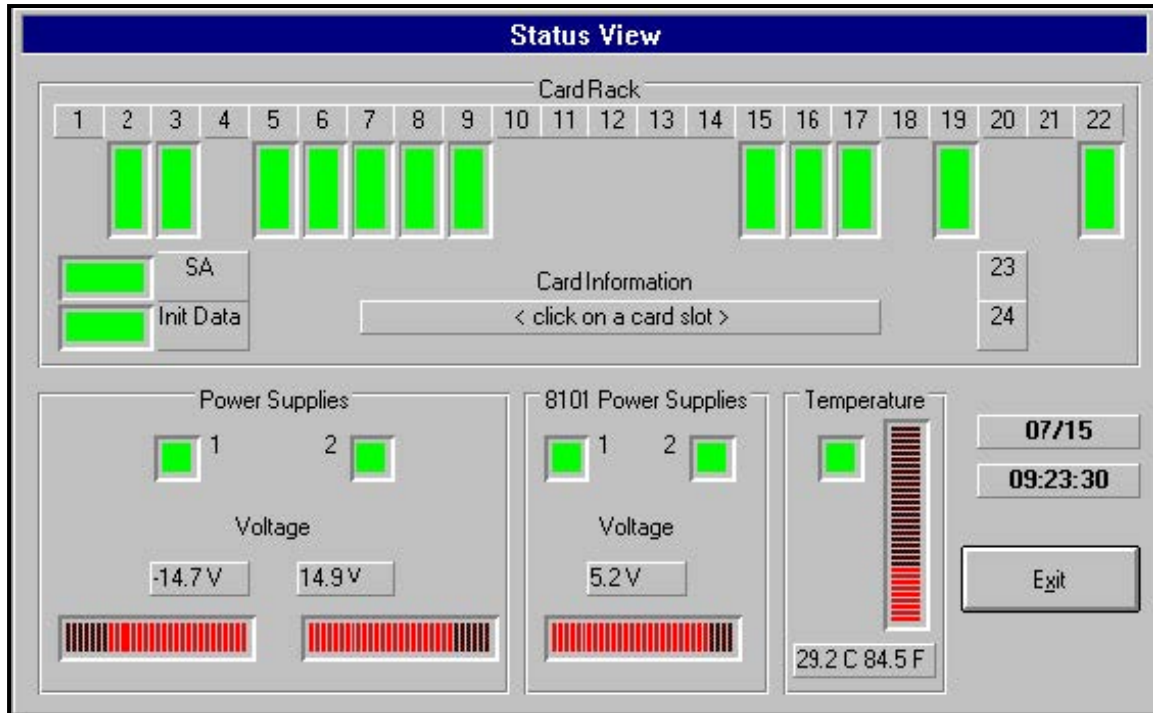 Status View
Card Rack
1 2 3 4 5 6 7 8 9 10 11 12 13 14 15 16 17 18 19 20 21 22
SA
23
Card Information
Init Data
< click on a card slot >
24
Power Supplies
1 2
Voltage
-14.7 V 14.9 V
8101 Power Supplies
1 2
Voltage
5.2 V
Temperature
29.2 C 84.5 F
07/15
09:23:30
Exit